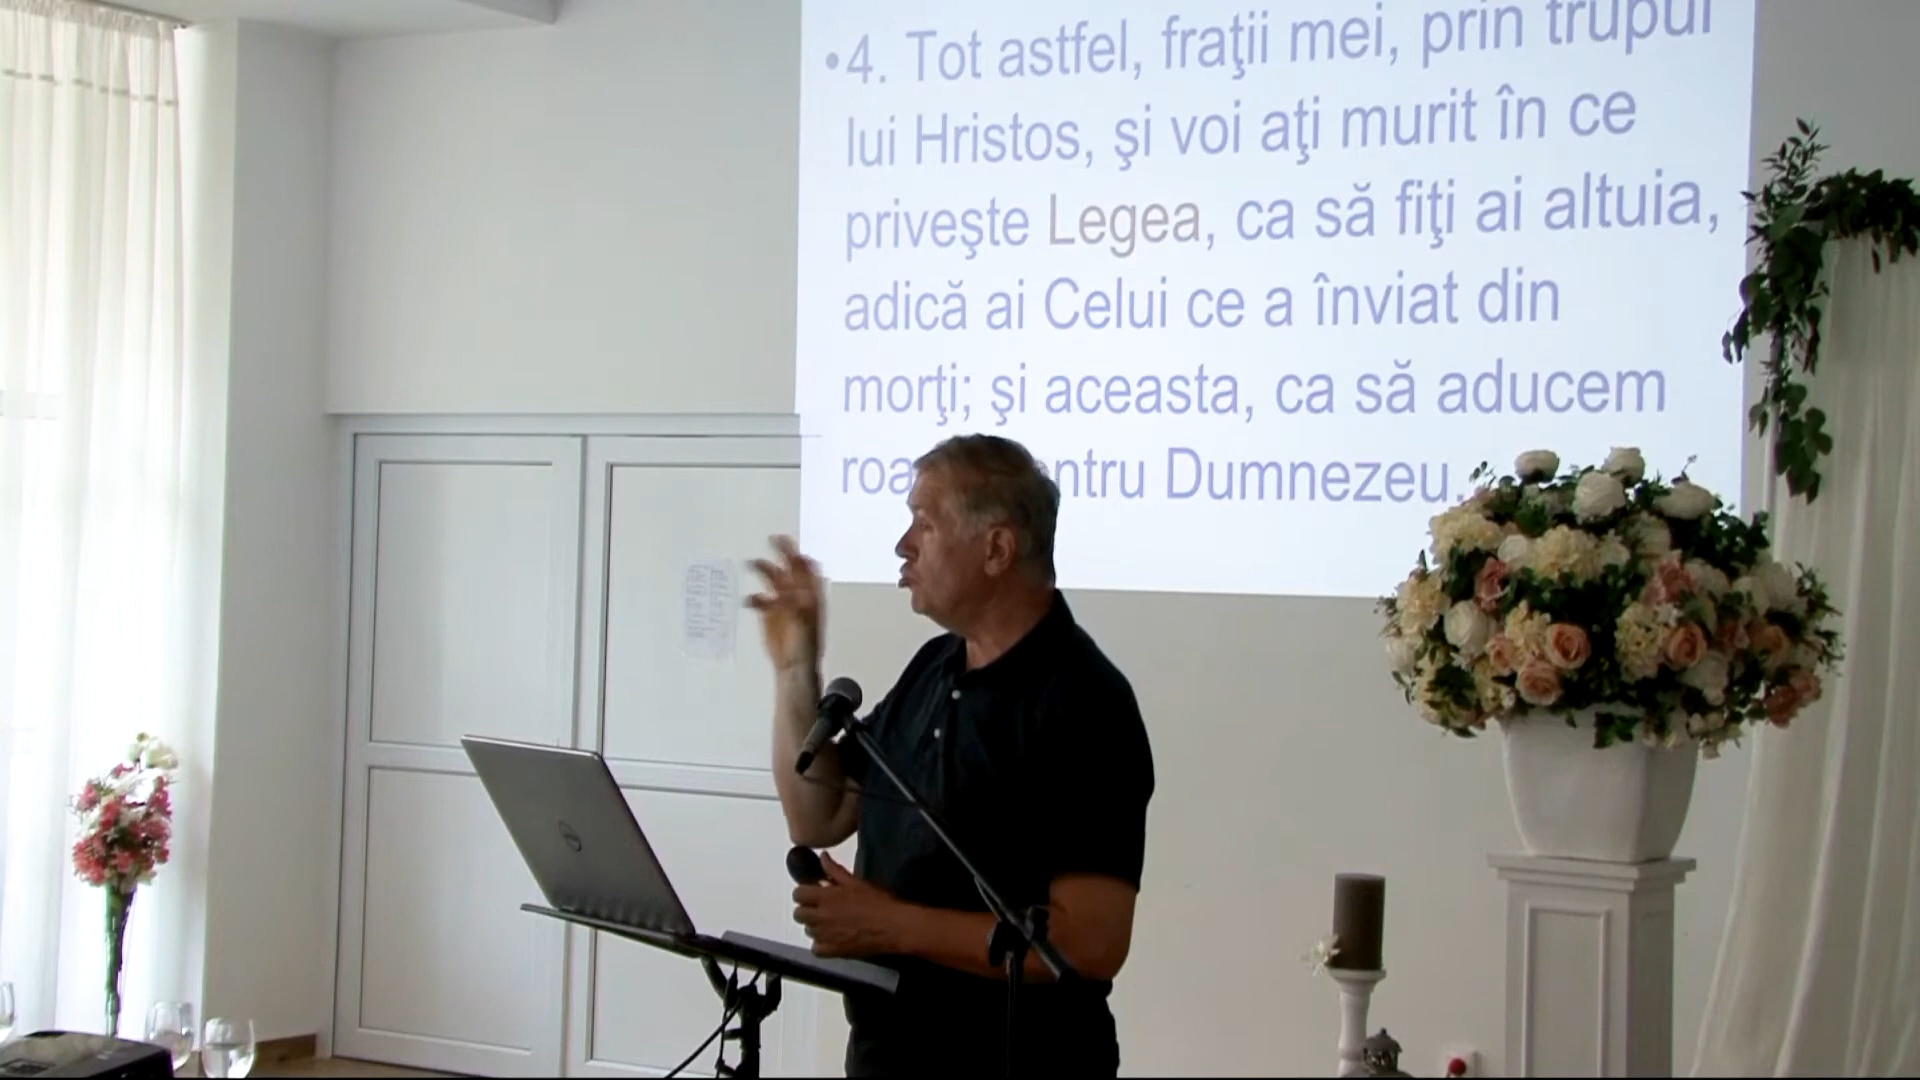 •4. Tot astfel, fraţii mei, prin trupul
lui Hristos, şi voi aţi murit în ce
priveşte Legea, ca să fiţi ai altuia,
adică ai Celui ce a înviat din
morţi; şi aceasta, ca să aducem
Dumnezeu.
DELL